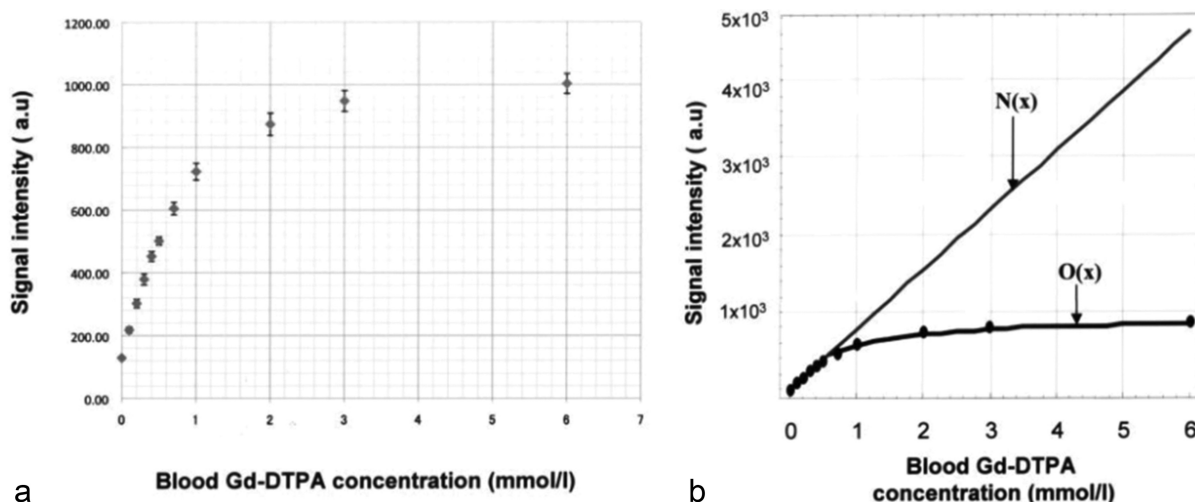 1200.00
1000.00
800.00
600.00
400.00
200.00
0.00
Signal intensity ( a.u)
0 1 2 3 4 5 6 7
Blood Gd-DTPA concentration (mmol/l)
a
5x10³
4x10³
3x10³
2x10³
1x10³
Signal intensity ( a.u)
N(x)
O(x)
0 1 2 3 4 5 6
Blood Gd-DTPA
concentration (mmol/l)
b